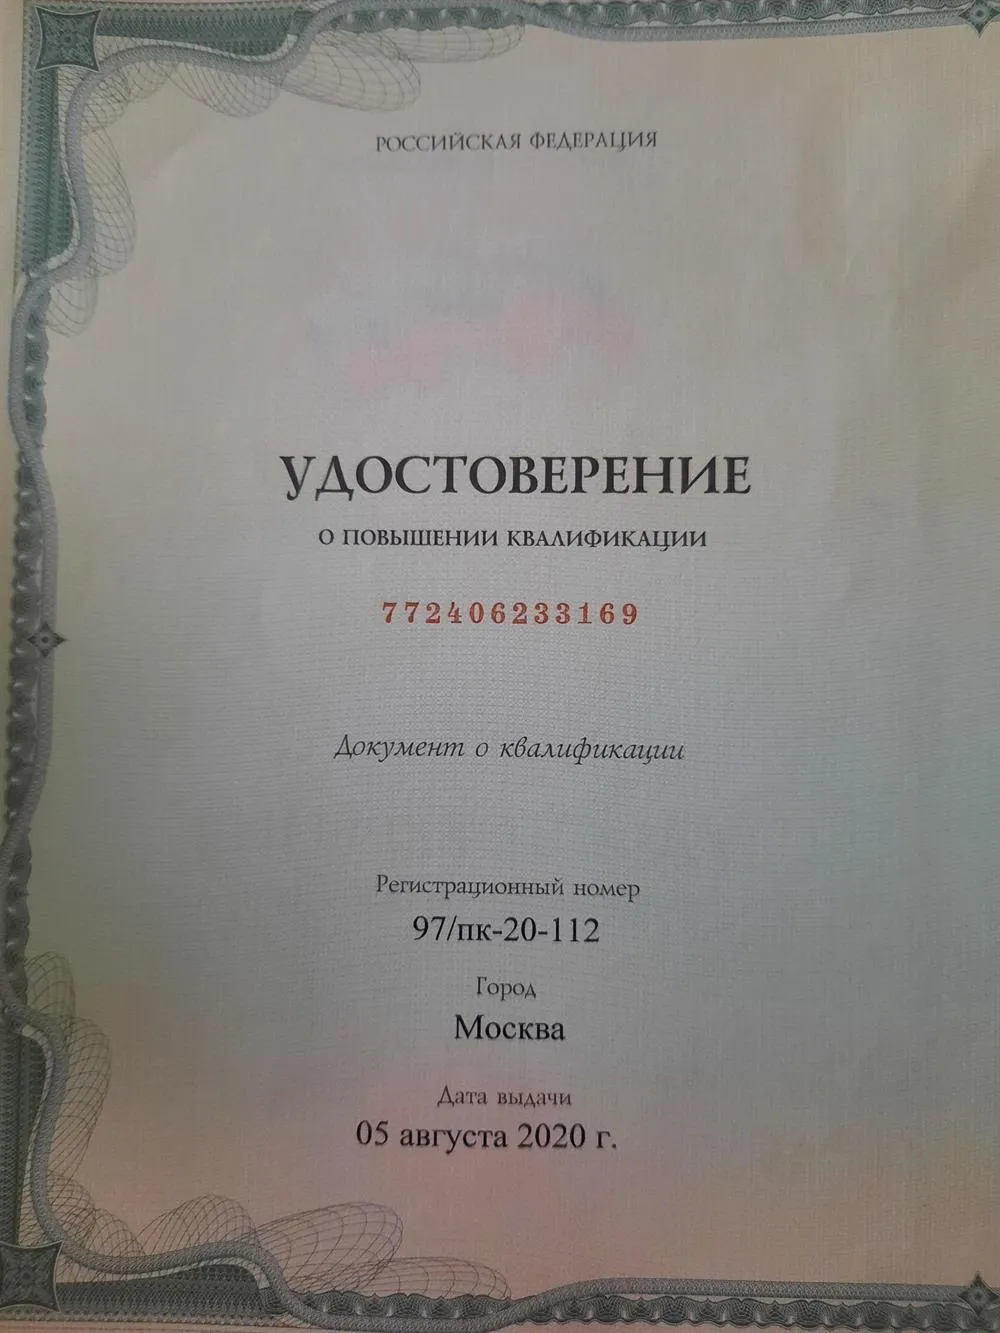 РОССИЙСКАЯ ФЕДЕРАЦИЯ
УДОСТОВЕРЕНИЕ
О ПОВЫШЕНИИ КВАЛИФИКАЦИИ
772406233169
Документ о квалификации
Регистрационный номер
97/пк-20-112
Город
Москва
Дата выдачи
05 августа 2020 г.